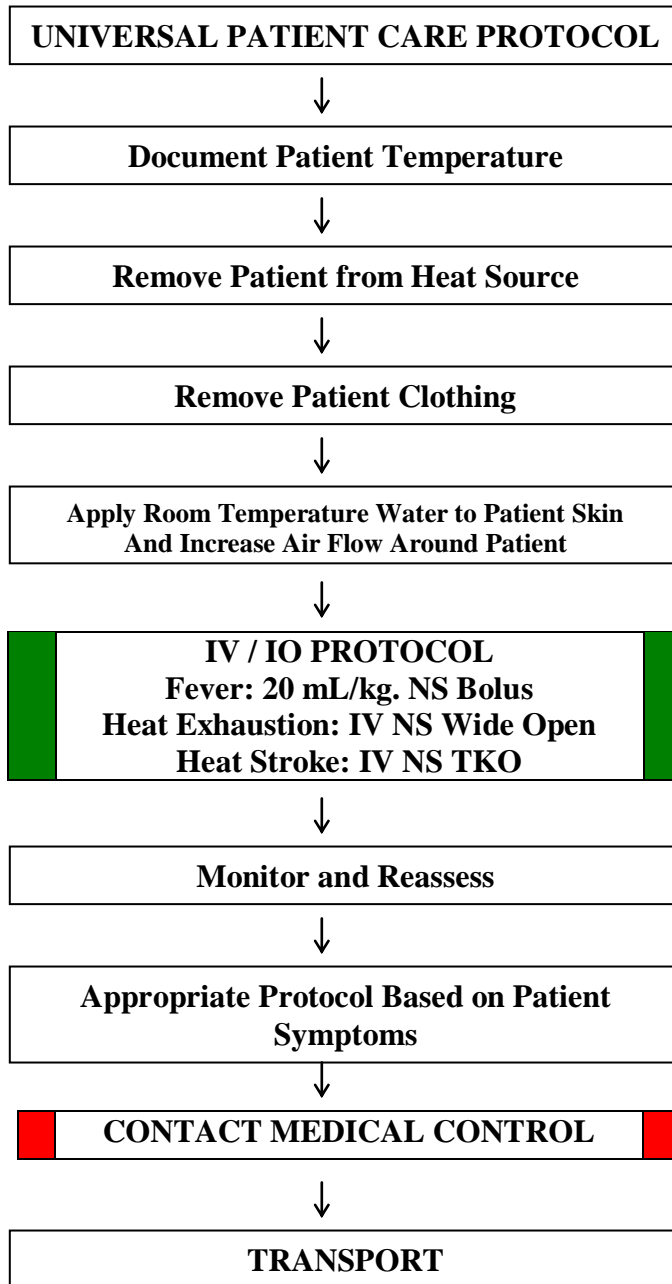 UNIVERSAL PATIENT CARE PROTOCOL
Document Patient Temperature
Remove Patient from Heat Source
Remove Patient Clothing
Apply Room Temperature Water to Patient Skin
And Increase Air Flow Around Patient
IV / IO PROTOCOL
Fever: 20 mL/kg. NS Bolus
Heat Exhaustion: IV NS Wide Open
Heat Stroke: IV NS TKO
Monitor and Reassess
Appropriate Protocol Based on Patient
Symptoms
CONTACT MEDICAL CONTROL
TRANSPORT